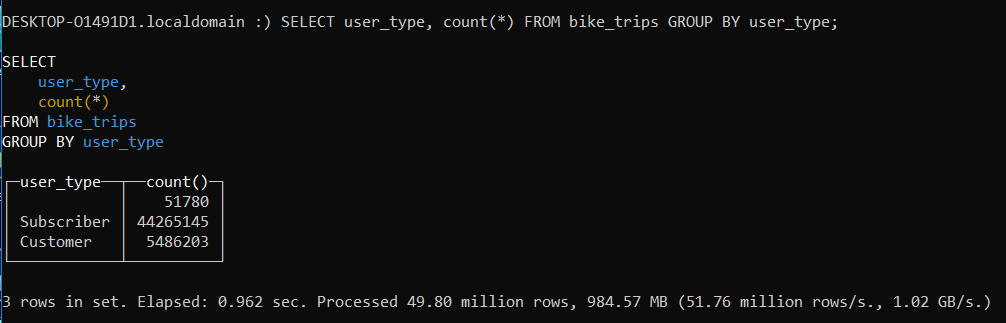 DESKTOP-O1491D1.localdomain :) SELECT user_type, count(*) FROM bike_trips GROUP BY user_type;
SELECT
user_type,
count(*)
FROM bike_trips
GROUP BY user_type
user_type count()
51780
Subscriber 44265145
Customer 5486203
3 rows in set. Elapsed: 0.962 sec. Processed 49.80 million rows, 984.57 MB (51.76 million rows/s., 1.02 GB/s.)